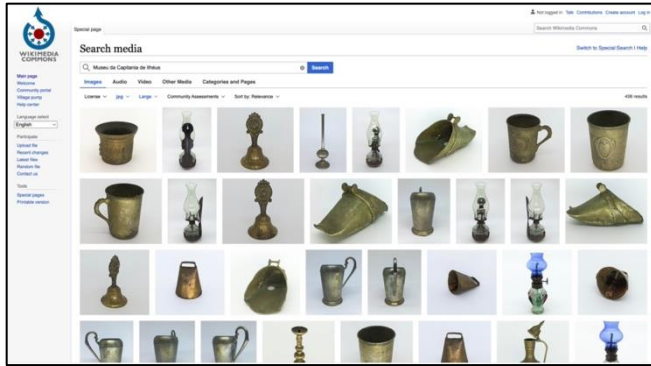 Not logged in Talk Contributions Create account Log in
Special page
Search Wikimedia Commons
WIKIMEDIA
COMMONS
Search media
Switch to Special:Search | Help
Museu da Capitania de Ilhéus
Search
Images Audio Video Other Media Categories and Pages
License jpg Large Community Assessments Sort by: Relevance
Main page
Welcome
Community portal
Village pump
Help center
Language select
English
Participate
Upload file
Recent changes
Latest files
Random file
Contact us
Tools
Special pages
Printable version